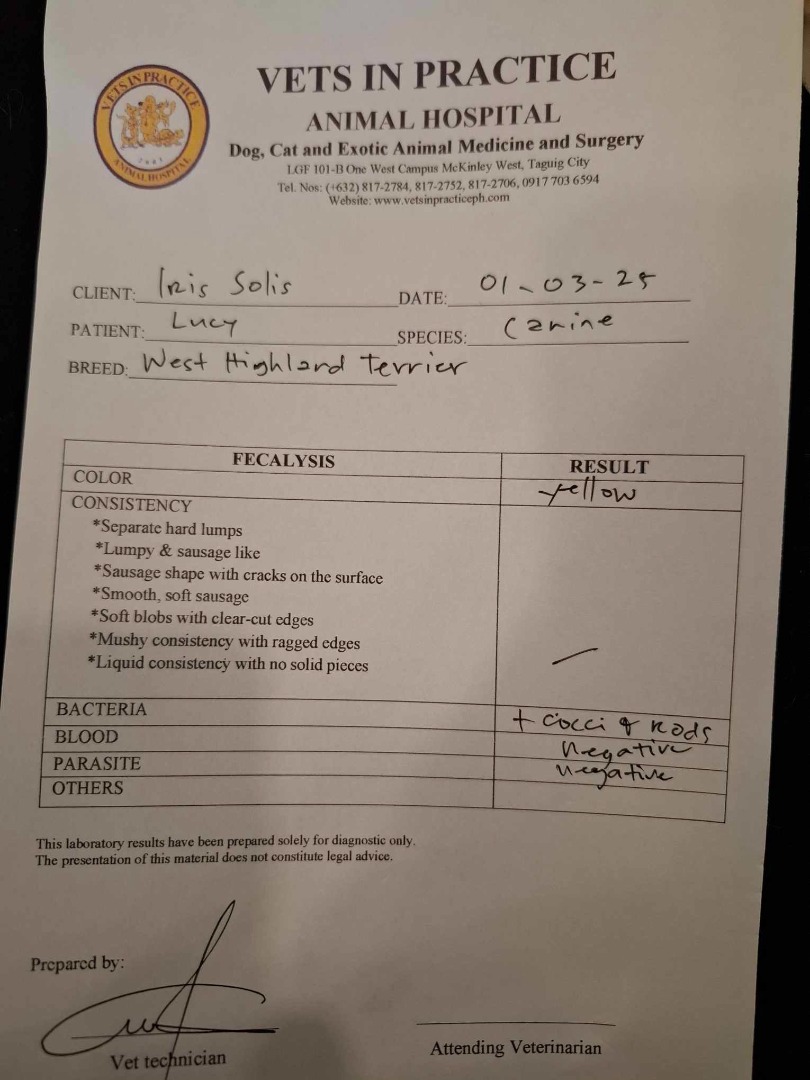 VETS IN PRACTICE
ANIMAL HOSPITAL
VETS IN PRACTICE
ANIMAL HOSPITAL
Dog, Cat and Exotic Animal Medicine and Surgery
LGF 101-B One West Campus McKinley West, Taguig City
Tel. Nos: (+632) 817-2784, 817-2752, 817-2706, 0917 703 6594
Website: www.vetsinpracticeph.com
CLIENT: Iris Solis DATE: 01-03-25
PATIENT: Lucy SPECIES: Canine
BREED: West Highland Terrier
FECALYSIS RESULT
COLOR yellow
CONSISTENCY
*Separate hard lumps
*Lumpy & sausage like
*Sausage shape with cracks on the surface
*Smooth, soft sausage
*Soft blobs with clear-cut edges
*Mushy consistency with ragged edges
*Liquid consistency with no solid pieces
BACTERIA + cocci & rods
BLOOD negative
PARASITE negative
OTHERS
This laboratory results have been prepared solely for diagnostic only.
The presentation of this material does not constitute legal advice.
Prepared by:
Vet technician
Attending Veterinarian